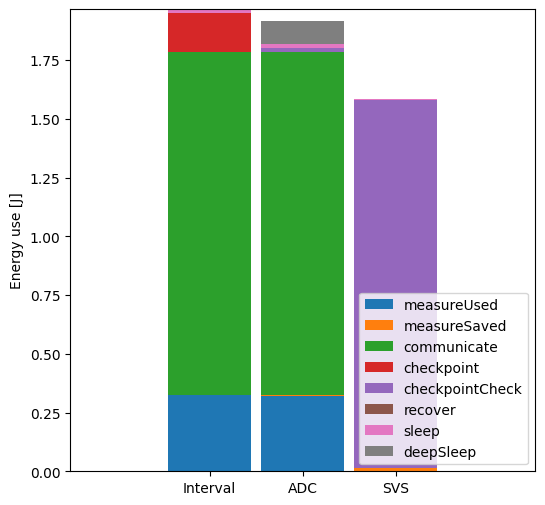 1.75
1.50
1.25
1.00
0.75
0.50
0.25
0.00
Energy use [J]
measureUsed
measureSaved
communicate
checkpoint
checkpointCheck
recover
sleep
deepSleep
Interval ADC SVS